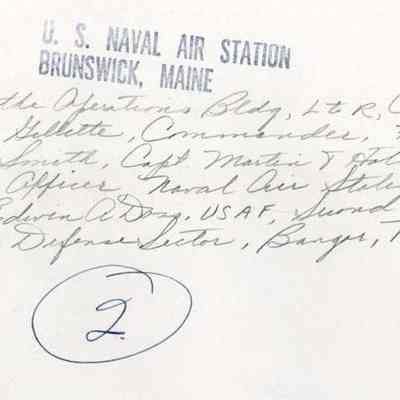 U. S. NAVAL AIR STATION
BRUNSWICK, MAINE
the Operations Bldg, L to R, C
Gillette, Commander,
Smith, Capt Martin T Hat
Officer, Naval Air Stati
Edwin A Doss, USAF, Second
Defense Sector, Bangor,
2